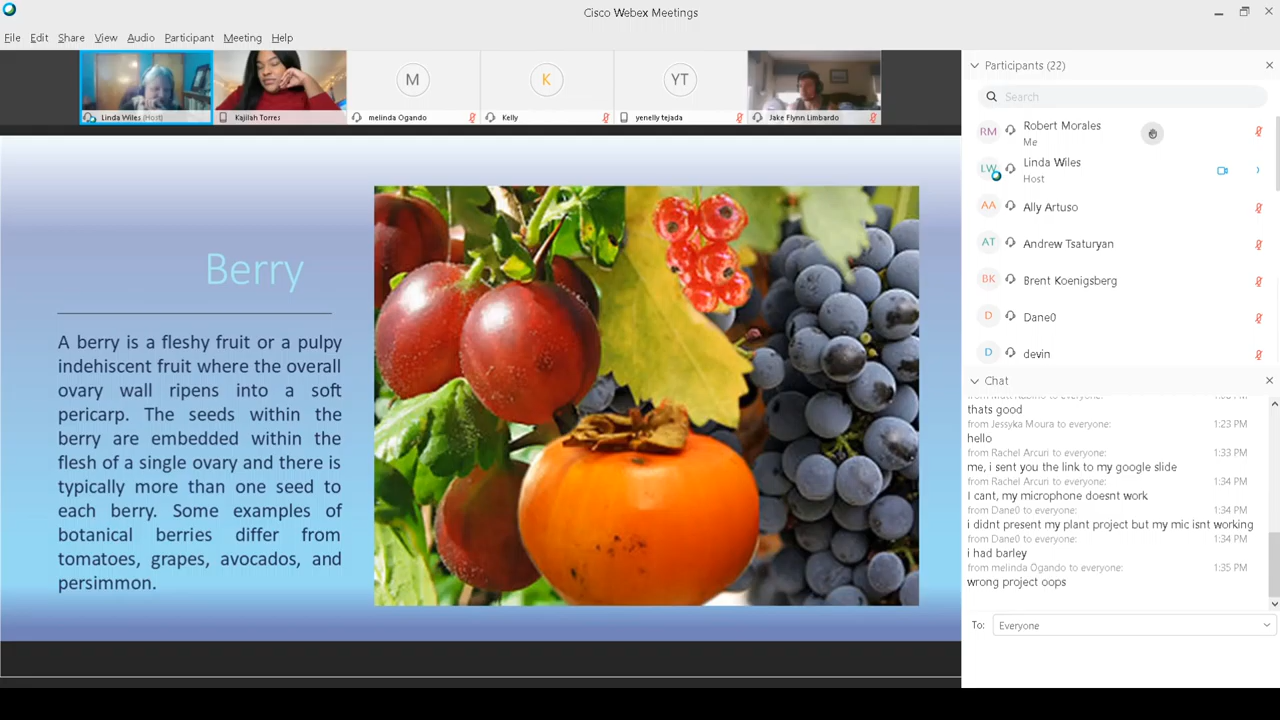 Cisco Webex Meetings
File Edit Share View Audio Participant Meeting Help
Linda Wiles (Host)
Kajilah Torres
M
melinda Ogando
K
Kelly
YT
yenelly tejada
Jake Flynn Limbardo
Berry
A berry is a fleshy fruit or a pulpy
indehiscent fruit where the overall
ovary wall ripens into a soft
pericarp. The seeds within the
berry are embedded within the
flesh of a single ovary and there is
typically more than one seed to
each berry. Some examples of
botanical berries differ from
tomatoes, grapes, avocados, and
persimmon.
Participants (22)
Search
RM Robert Morales
Me
LW Linda Wiles
Host
AA Ally Artuso
AT Andrew Tsaturyan
BK Brent Koenigsberg
D Dane0
D devin
Chat
to everyone:
thats good
from Jessyka Moura to everyone: 1:23 PM
hello
from Rachel Arcuri to everyone: 1:33 PM
me, i sent you the link to my google slide
from Rachel Arcuri to everyone: 1:34 PM
I cant, my microphone doesnt work
from Dane0 to everyone: 1:34 PM
i didnt present my plant project but my mic isnt working
from Dane0 to everyone: 1:34 PM
i had barley
from melinda Ogando to everyone: 1:35 PM
wrong project oops
To: Everyone